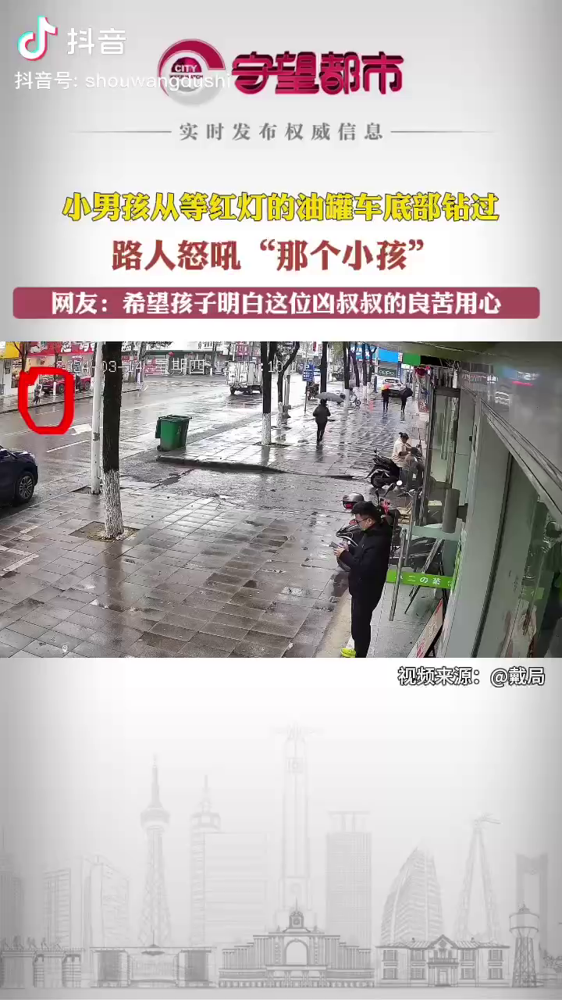 抖音
抖音号: shouwangdushi
CITY
守望都市
实时发布权威信息
小男孩从等红灯的油罐车底部钻过
路人怒吼“那个小孩”
网友：希望孩子明白这位凶叔叔的良苦用心
星期四
视频来源：@戴局